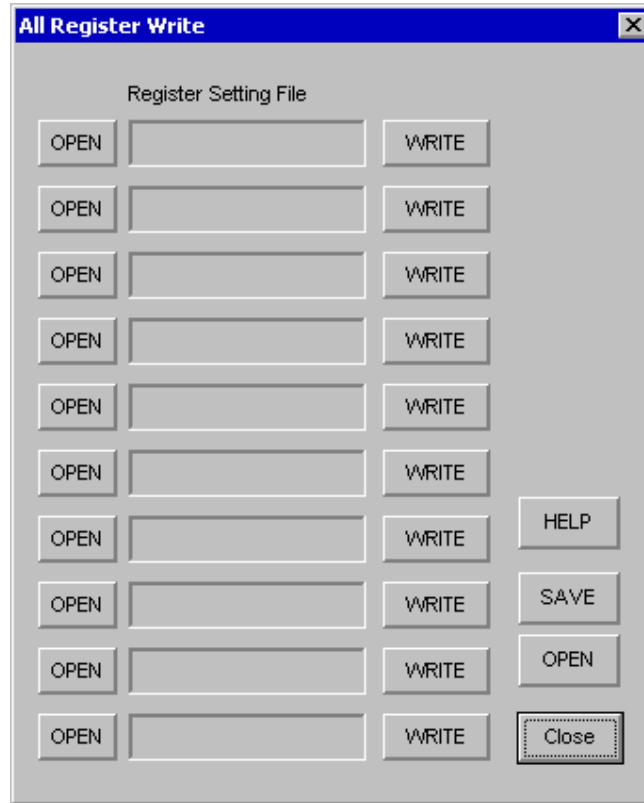 All Register Write
Register Setting File
OPEN WRITE
OPEN WRITE
OPEN WRITE
OPEN WRITE
OPEN WRITE
OPEN WRITE
OPEN WRITE HELP
OPEN WRITE SAVE
OPEN WRITE OPEN
OPEN WRITE Close